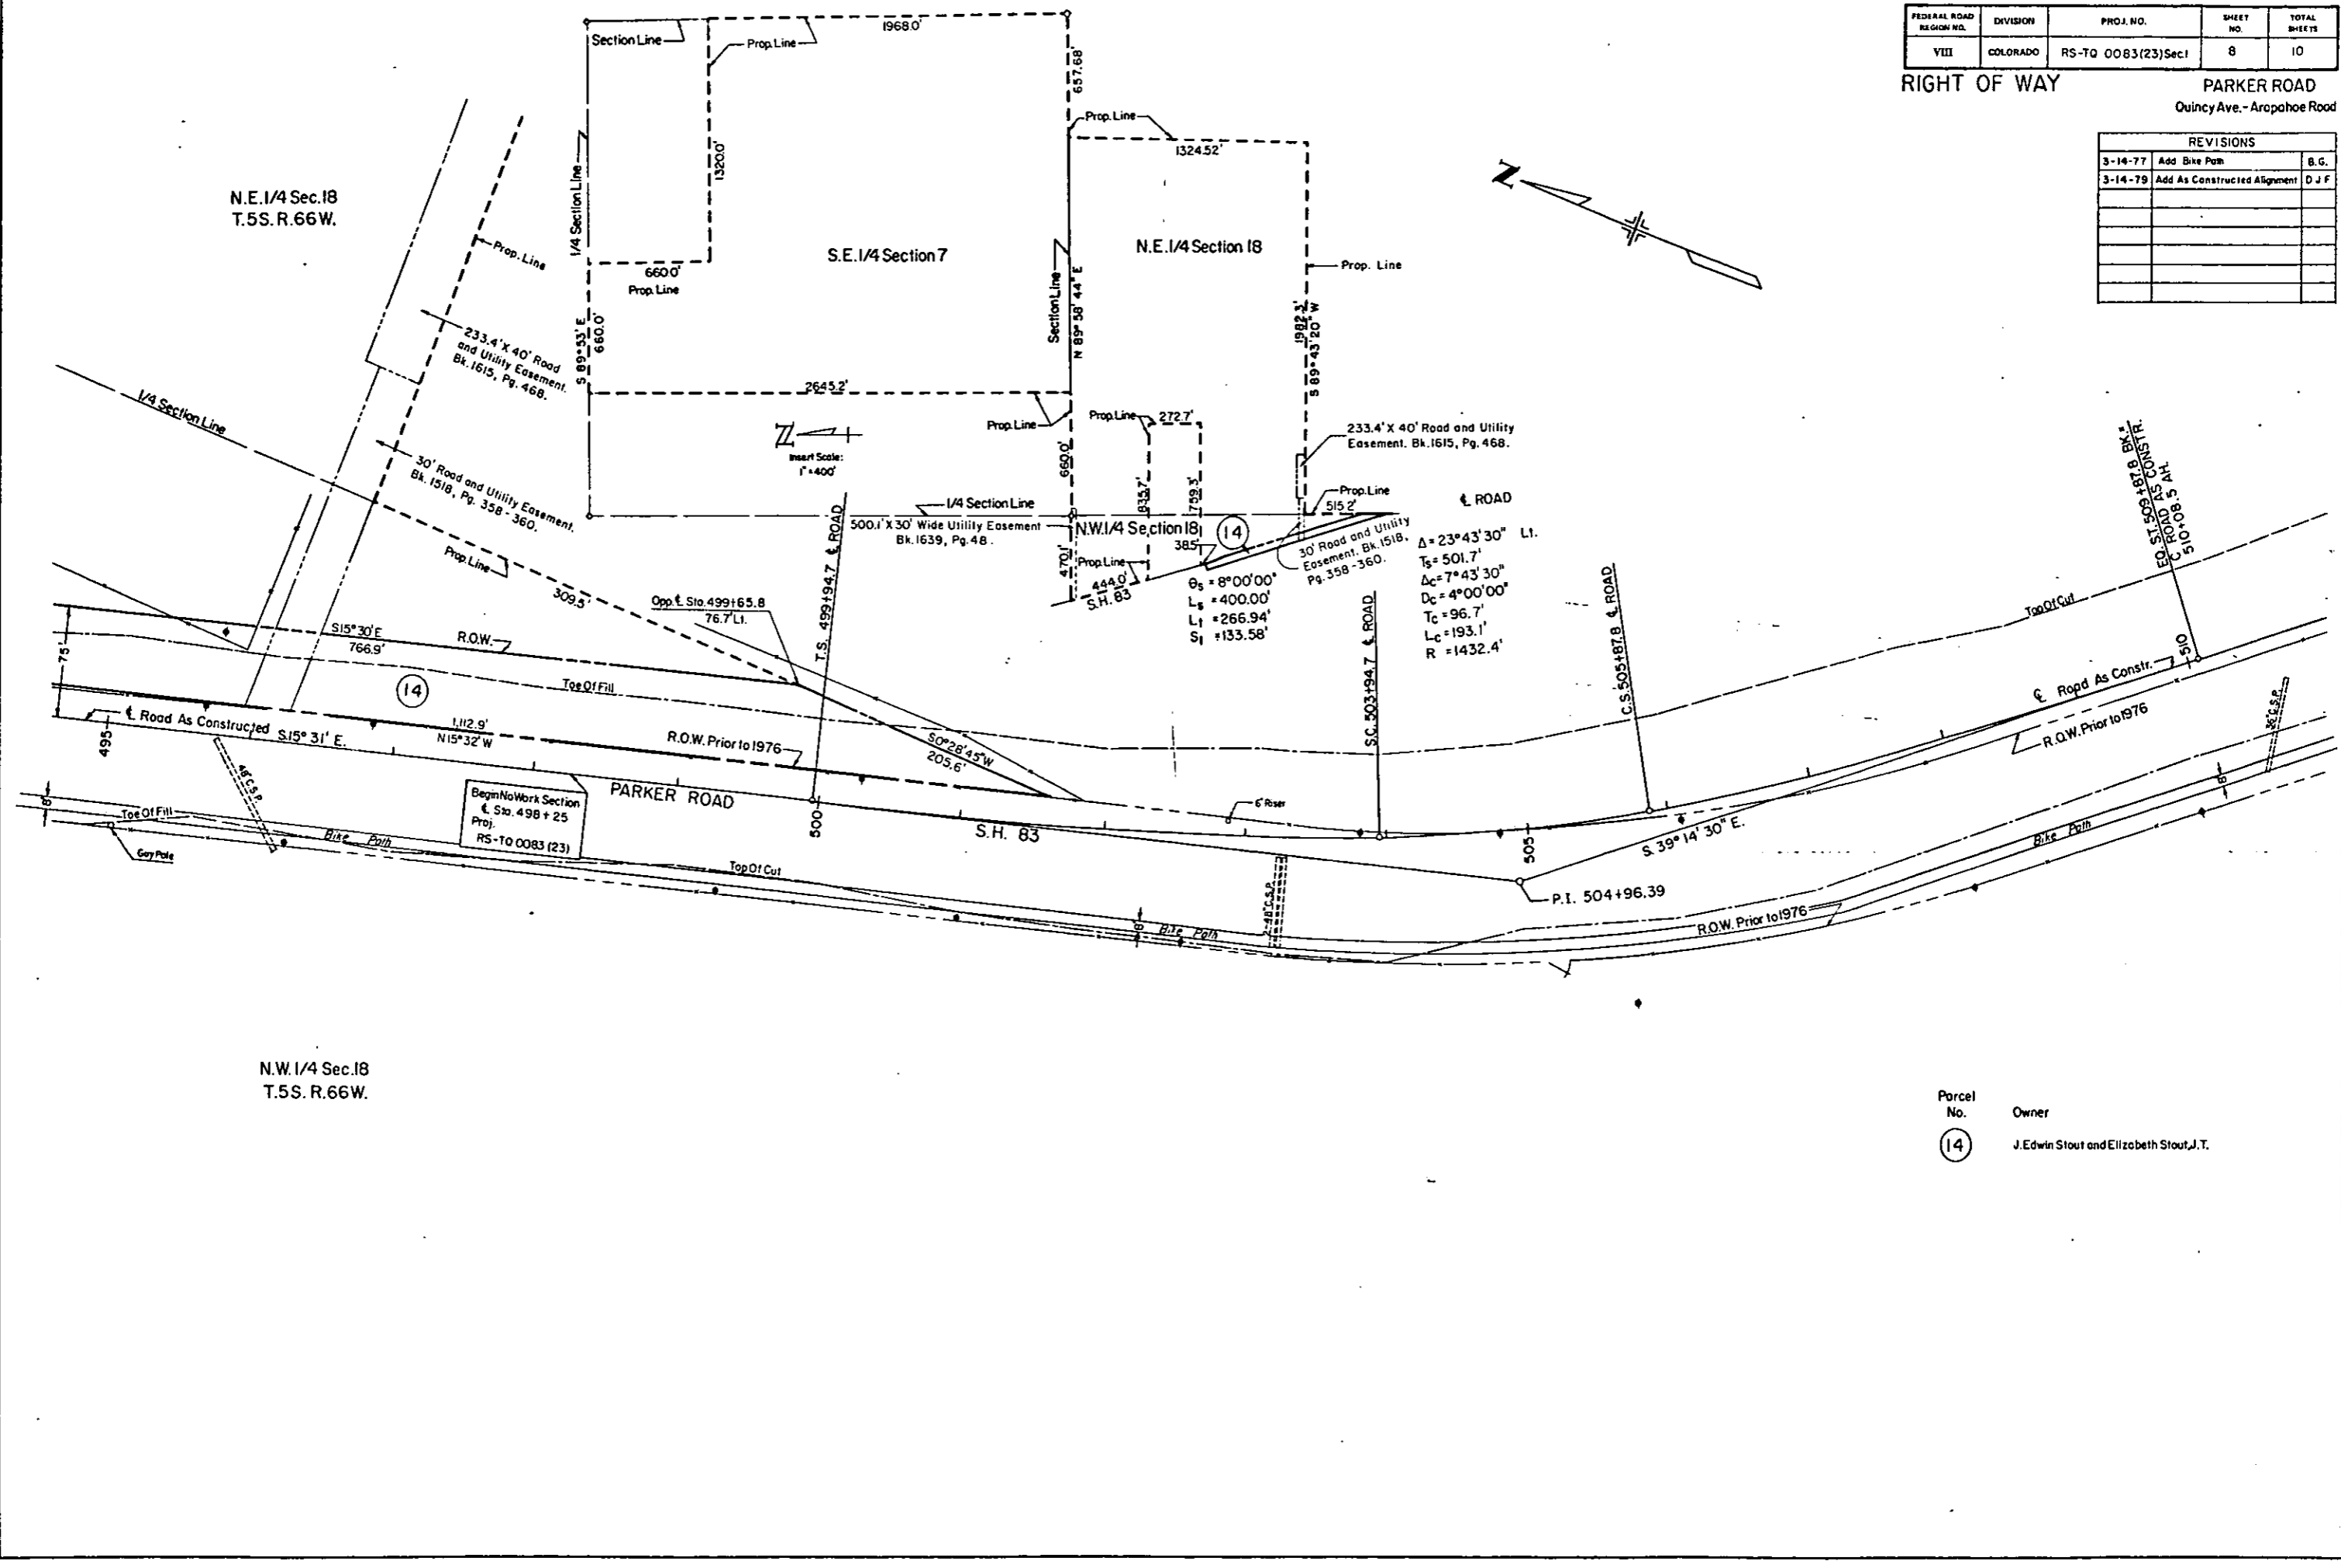 FEDERAL ROAD REGION NO.
DIVISION
PROJ. NO.
SHEET NO.
TOTAL SHEETS
VIII
COLORADO
RS-TQ 0083(23)Sec.1
8
10
RIGHT OF WAY
PARKER ROAD
Quincy Ave.- Arapahoe Road
REVISIONS
3-14-77 Add Bike Path B.G.
3-14-79 Add As Constructed Alignment D J F
Section Line
Prop. Line
1968.0'
657.68'
Prop. Line
1324.52'
1320.0'
1/4 Section Line
N.E.1/4 Sec.18
T.5S. R.66W.
Prop. Line
S.E.1/4 Section 7
N.E.1/4 Section 18
Section Line
N 89° 58' 44" E
Prop. Line
660.0'
Prop. Line
S 89° 53' E
660.0'
1982.3'
S 89° 43' 20" W
233.4' X 40' Road
and Utility Easement.
Bk.1615, Pg. 468.
2645.2'
1/4 Section Line
Z
Insert Scale:
1" = 400'
Prop. Line
Prop. Line
272.7'
660.0'
835.7'
759.3'
233.4' X 40' Road and Utility
Easement. Bk.1615, Pg.468.
30' Road and Utility Easement.
Bk. 1518, Pg. 358 - 360.
1/4 Section Line
500.1' X 30' Wide Utility Easement
Bk.1639, Pg.48.
N.W.1/4 Section 18
14
Prop. Line
515.2'
℄ ROAD
38.5'
470.1'
Prop. Line
444.0'
S.H. 83
30' Road and Utility
Easement. Bk.1518,
Pg. 358-360.
θs = 8°00'00"
Ls = 400.00'
Lt = 266.94'
St = 133.58'
Δ = 23°43'30" Lt.
Ts = 501.7'
Δc = 7°43'30"
Dc = 4°00'00"
Tc = 96.7'
Lc = 193.1'
R = 1432.4'
EQ. S.T. 509+87.8 BK.=
℄ ROAD AS CONSTR.
510+08.5 AH.
Prop. Line
309.5'
Opp. ℄ Sta. 499+65.8
76.7' Lt.
T.S. 499+94.7 ℄ ROAD
S.C. 503+94.7 ℄ ROAD
C.S. 505+87.8 ℄ ROAD
Top Of Cut
75'
S15° 30' E
766.9'
R.O.W.
14
Toe Of Fill
℄ Road As Constructed S.15° 31' E.
495
1,112.9'
N15° 32' W
R.O.W. Prior to 1976
S0° 28' 45" W
205.6'
℄ Road As Constr.
510
R.O.W. Prior to 1976
36" C.S.P.
48" C.S.P.
Begin No Work Section
℄ Sta. 498 + 25
Proj.
RS-TQ 0083 (23)
PARKER ROAD
500
S.H. 83
6' Riser
505
S. 39° 14' 30" E.
P.I. 504+96.39
8'
Toe Of Fill
Guy Pole
Bike Path
Top Of Cut
8'
Bike Path
2-48" C.S.P.
R.O.W. Prior to 1976
Bike Path
8'
N.W. 1/4 Sec.18
T.5S. R.66W.
Parcel
No. Owner
14 J. Edwin Stout and Elizabeth Stout, J.T.